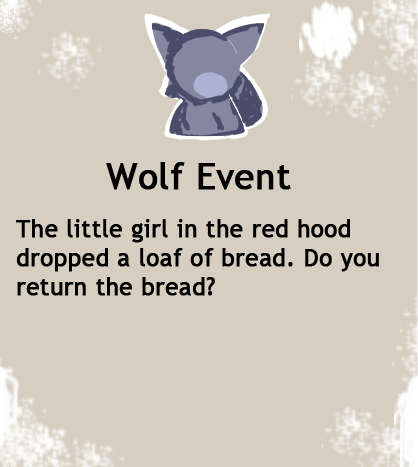 Wolf Event
The little girl in the red hood
dropped a loaf of bread. Do you
return the bread?